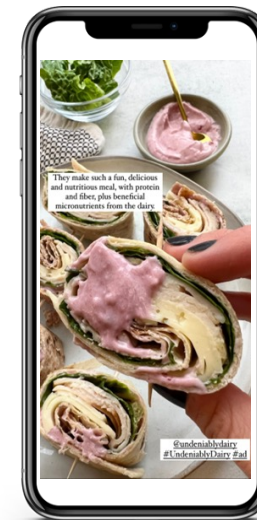 They make such a fun, delicious
and nutritious meal, with protein
and fiber, plus beneficial
micronutrients from the dairy.
@undeniablydairy
#UndeniablyDairy #ad